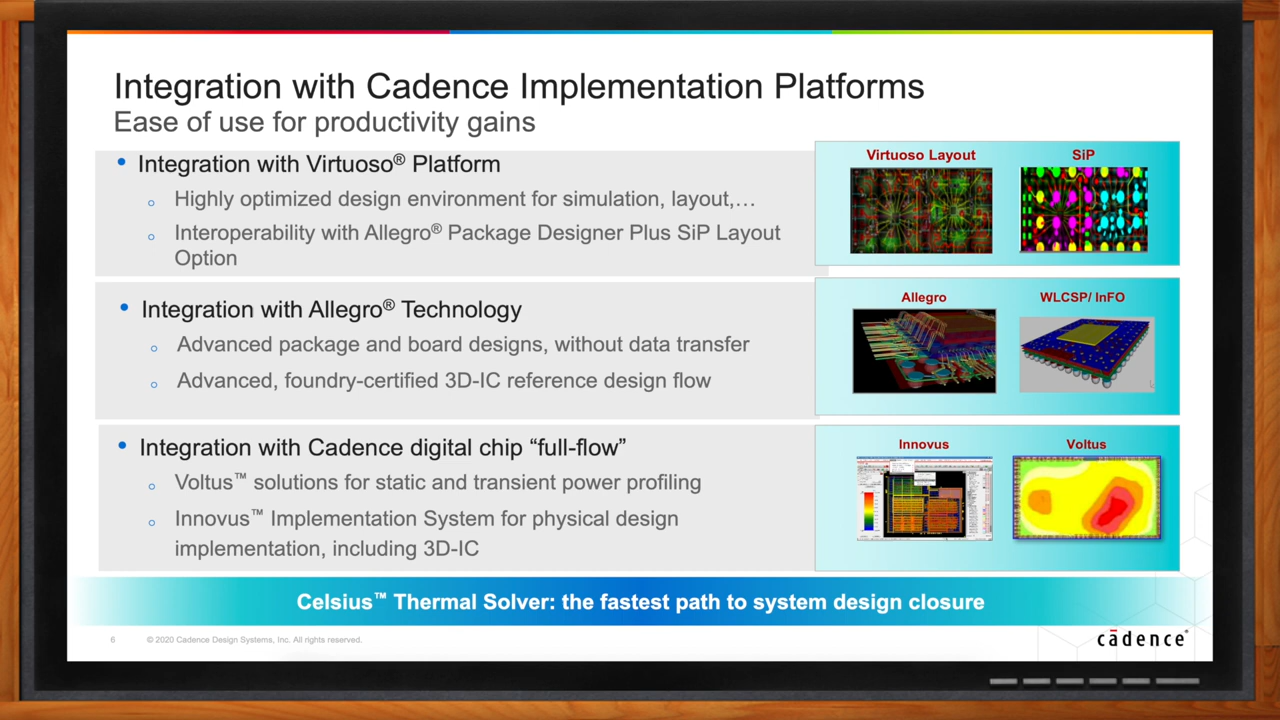 Integration with Cadence Implementation Platforms
Ease of use for productivity gains
• Integration with Virtuoso® Platform
o Highly optimized design environment for simulation, layout,…
o Interoperability with Allegro® Package Designer Plus SiP Layout
Option
Virtuoso Layout
SiP
• Integration with Allegro® Technology
o Advanced package and board designs, without data transfer
o Advanced, foundry-certified 3D-IC reference design flow
Allegro
WLCSP/ InFO
• Integration with Cadence digital chip “full-flow”
o Voltus™ solutions for static and transient power profiling
o Innovus™ Implementation System for physical design
implementation, including 3D-IC
Innovus
Voltus
Celsius™ Thermal Solver: the fastest path to system design closure
6 © 2020 Cadence Design Systems, Inc. All rights reserved.
cādence®